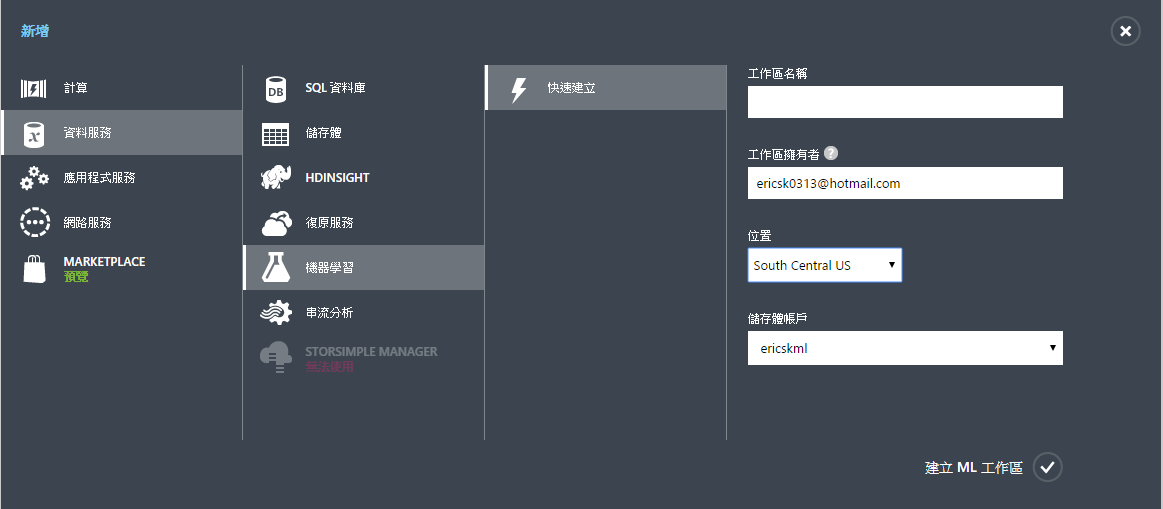 新增
計算
資料服務
應用程式服務
網路服務
MARKETPLACE
預覽
DB
SQL 資料庫
儲存體
HDINSIGHT
復原服務
機器學習
串流分析
STORSIMPLE MANAGER
無法使用
快速建立
工作區名稱
工作區擁有者 ?
ericsk0313@hotmail.com
位置
South Central US
儲存體帳戶
ericskml
建立 ML 工作區